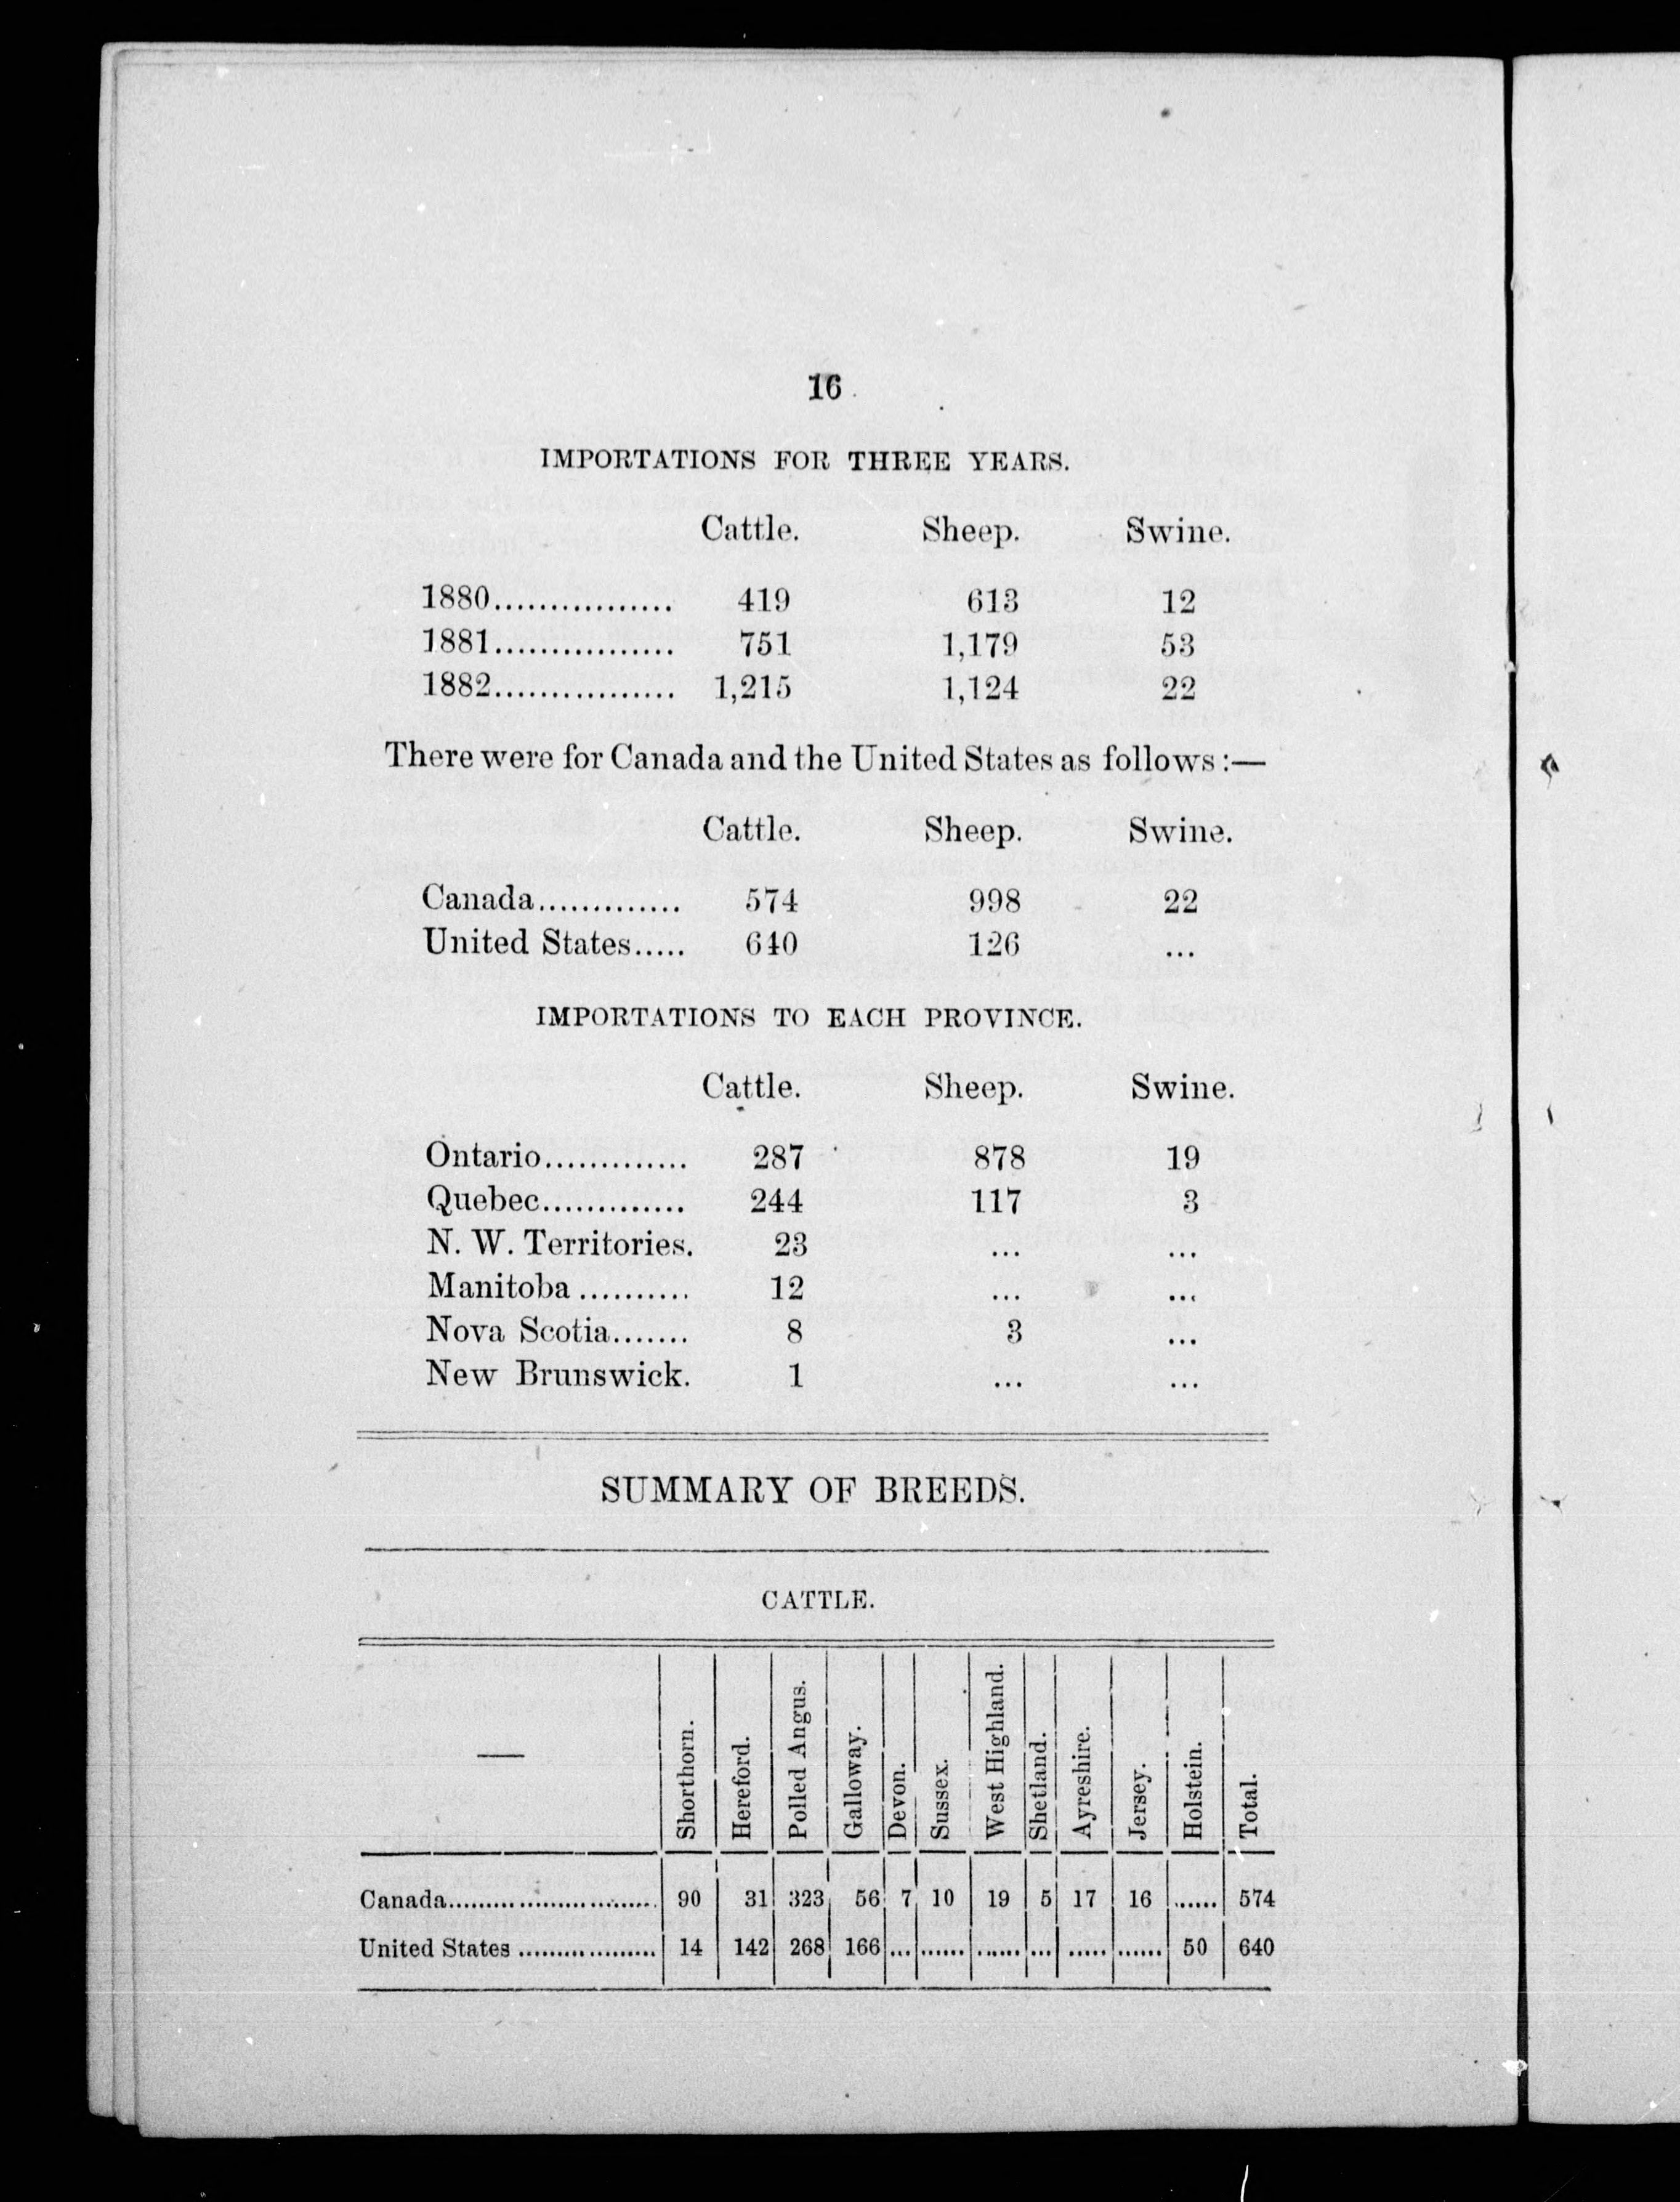 16
IMPORTATIONS FOR THREE YEARS.
Cattle. Sheep. Swine.
1880................ 419 613 12
1881................ 751 1,179 53
1882................ 1,215 1,124 22
There were for Canada and the United States as follows:—
Cattle. Sheep. Swine.
Canada............. 574 998 22
United States..... 640 126 ...
IMPORTATIONS TO EACH PROVINCE.
Cattle. Sheep. Swine.
Ontario............. 287 878 19
Quebec............. 244 117 3
N. W. Territories. 23 ... ...
Manitoba .......... 12 ... ...
Nova Scotia....... 8 3 ...
New Brunswick. 1 ... ...
SUMMARY OF BREEDS.
CATTLE.
— Shorthorn. Hereford. Polled Angus. Galloway. Devon. Sussex. West Highland. Shetland. Ayreshire. Jersey. Holstein. Total.
Canada............................. 90 31 323 56 7 10 19 5 17 16 ...... 574
United States ................... 14 142 268 166 ... ...... ...... ... ..... ...... 50 640